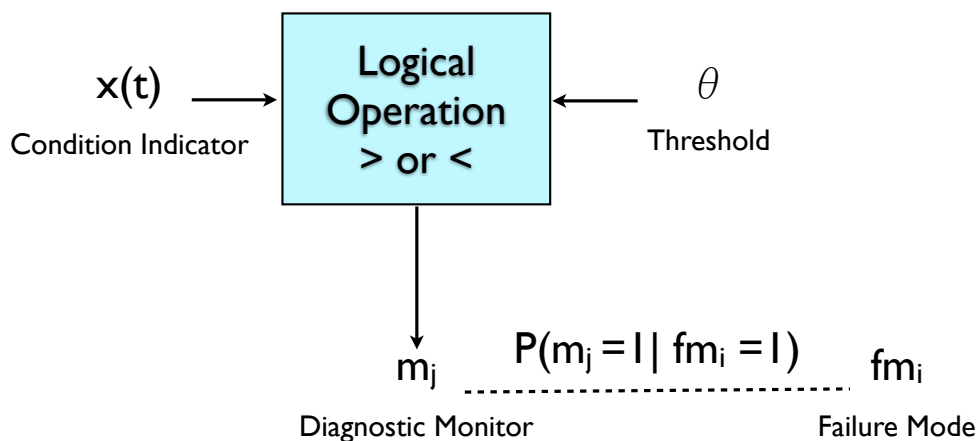 Logical
Operation
> or <
x(t)
Condition Indicator
θ
Threshold
P(mj = 1 | fmi = 1)
mj
fmi
Diagnostic Monitor
Failure Mode